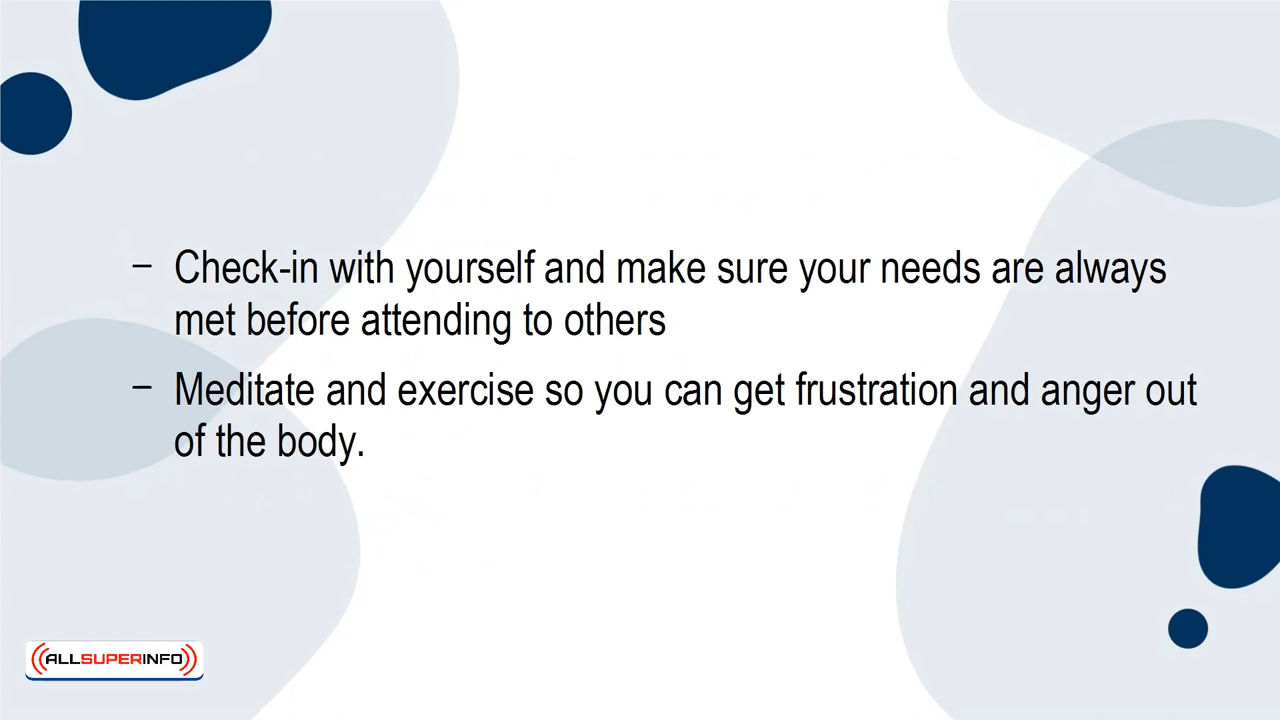 – Check-in with yourself and make sure your needs are always
met before attending to others
– Meditate and exercise so you can get frustration and anger out
of the body.
ALLSUPERINFO